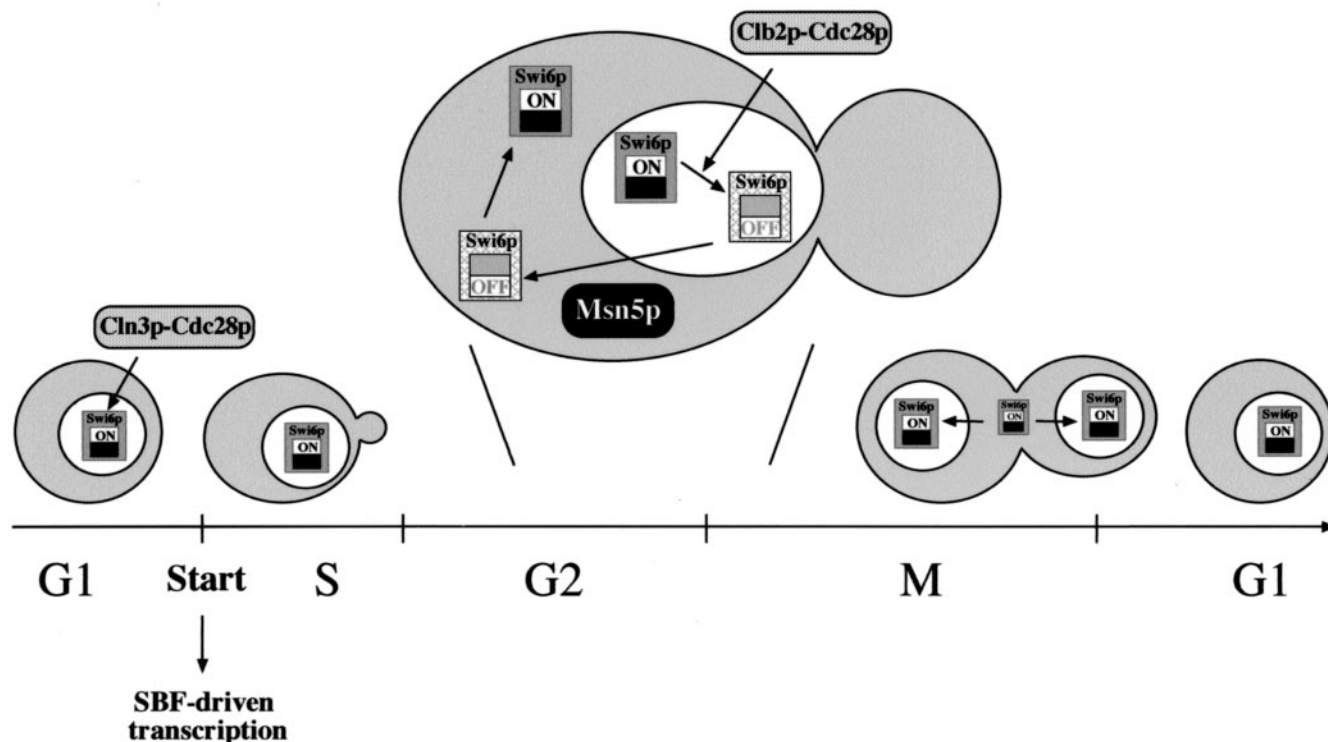 Clb2p-Cdc28p
Swi6p
ON
Swi6p
ON
Swi6p
OFF
Swi6p
OFF
Msn5p
Cln3p-Cdc28p
Swi6p
ON
Swi6p
ON
Swi6p
ON
Swi6p
ON
Swi6p
ON
Swi6p
ON
G1
Start
S
G2
M
G1
SBF-driven
transcription